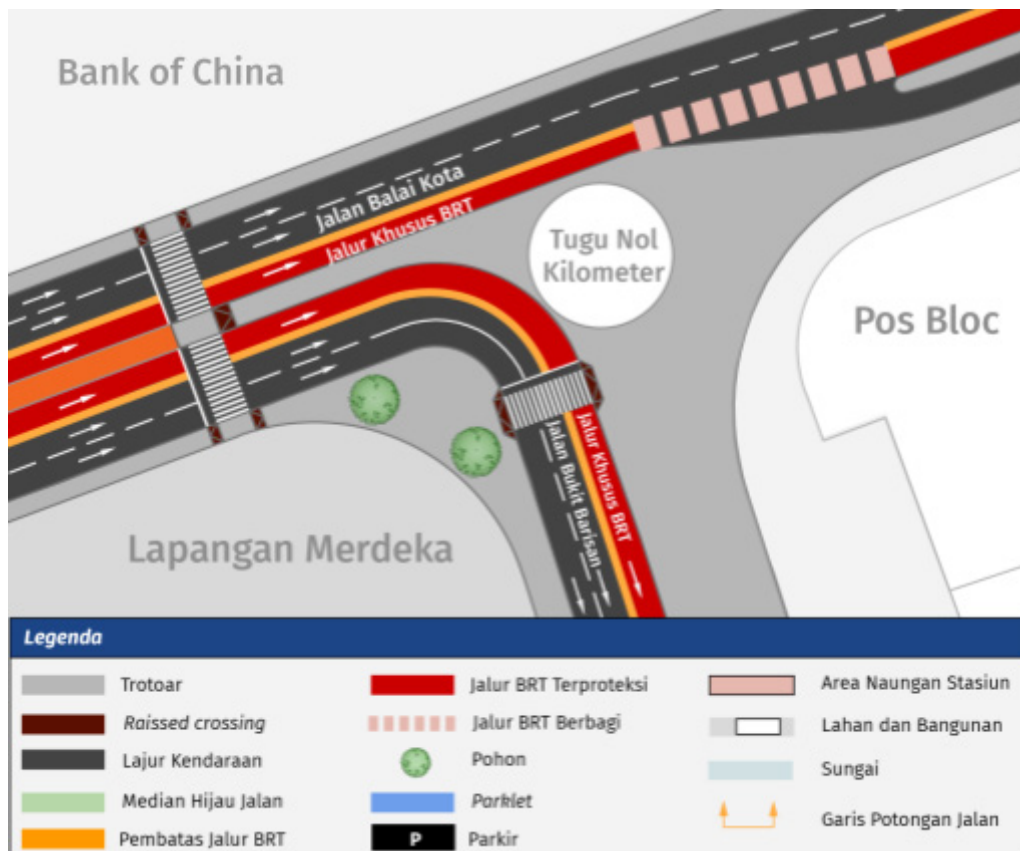 Bank of China
Jalan Balai Kota
Jalur Khusus BRT
Tugu Nol
Kilometer
Pos Bloc
Jalan Bukit Barisan
Jalur Khusus BRT
Lapangan Merdeka
Legenda
Trotoar
Raissed crossing
Lajur Kendaraan
Median Hijau Jalan
Pembatas Jalur BRT
Jalur BRT Terproteksi
Jalur BRT Berbagi
Pohon
Parklet
P
Parkir
Area Naungan Stasiun
Lahan dan Bangunan
Sungai
Garis Potongan Jalan